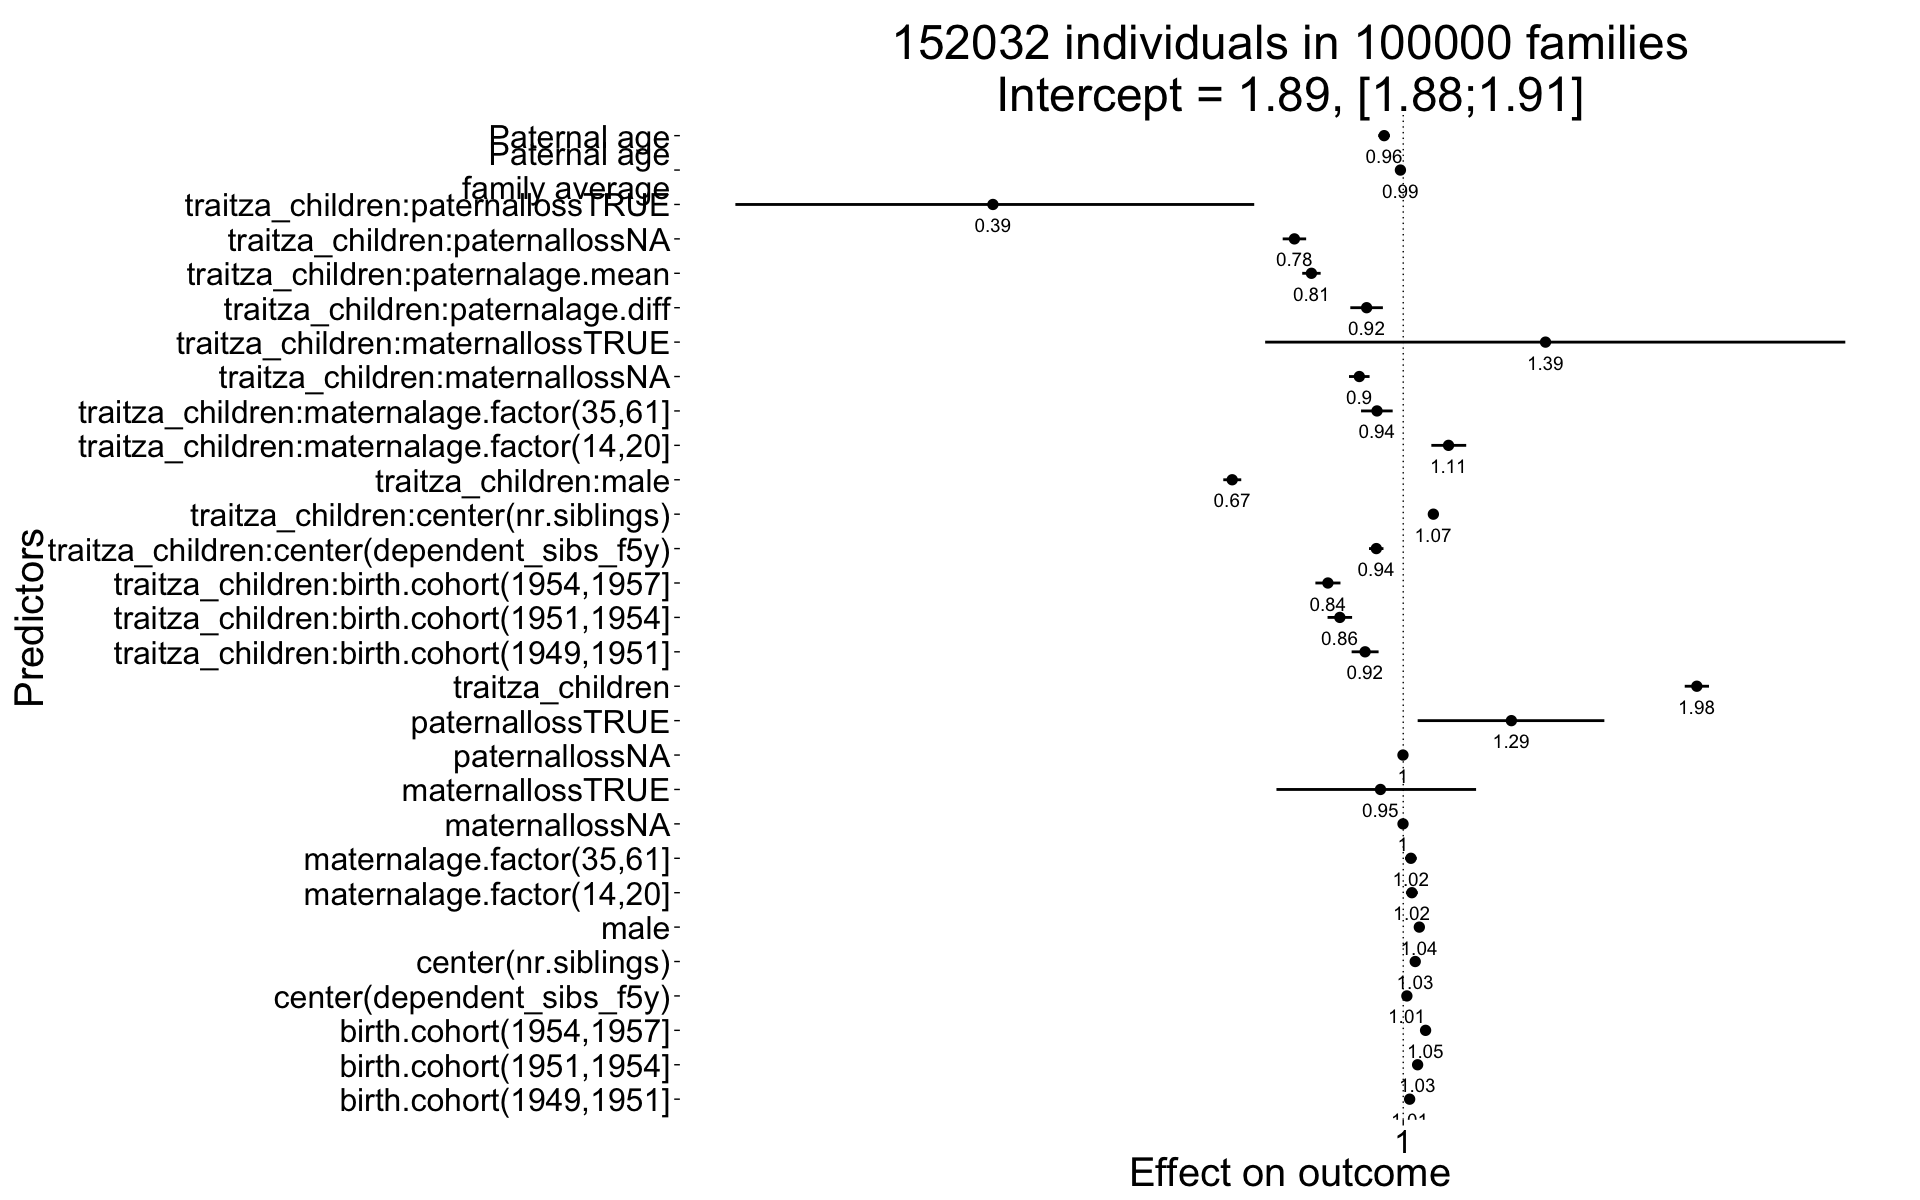 152032 individuals in 100000 families
Intercept = 1.89, [1.88;1.91]
Paternal age
0.96
Paternal age
family average
0.99
traitza_children:paternallossTRUE
0.39
traitza_children:paternallossNA
0.78
traitza_children:paternalage.mean
0.81
traitza_children:paternalage.diff
0.92
traitza_children:maternallossTRUE
1.39
traitza_children:maternallossNA
0.9
traitza_children:maternalage.factor(35,61]
0.94
traitza_children:maternalage.factor(14,20]
1.11
traitza_children:male
0.67
traitza_children:center(nr.siblings)
1.07
traitza_children:center(dependent_sibs_f5y)
0.94
traitza_children:birth.cohort(1954,1957]
0.84
traitza_children:birth.cohort(1951,1954]
0.86
traitza_children:birth.cohort(1949,1951]
0.92
traitza_children
1.98
paternallossTRUE
1.29
paternallossNA
1
maternallossTRUE
0.95
maternallossNA
1
maternalage.factor(35,61]
1.02
maternalage.factor(14,20]
1.02
male
1.04
center(nr.siblings)
1.03
center(dependent_sibs_f5y)
1.01
birth.cohort(1954,1957]
1.05
birth.cohort(1951,1954]
1.03
birth.cohort(1949,1951]
1.01
Predictors
1
Effect on outcome